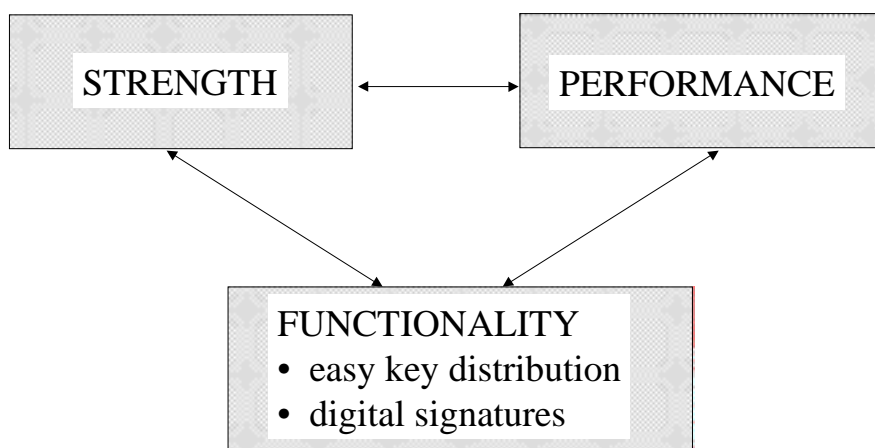 STRENGTH
PERFORMANCE
FUNCTIONALITY
• easy key distribution
• digital signatures